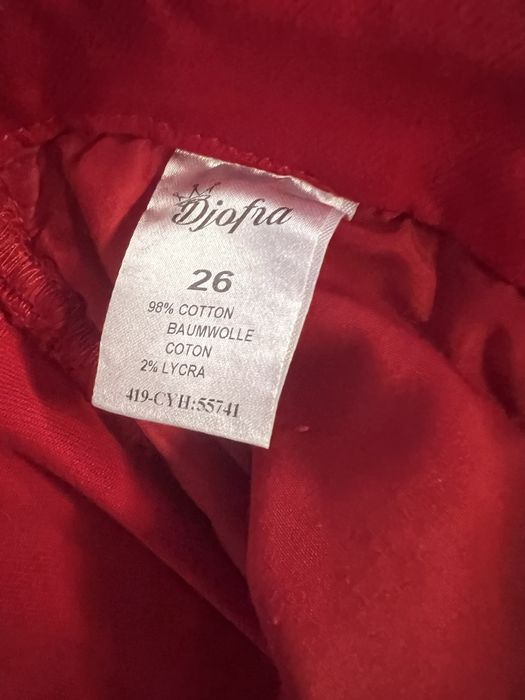 Djofra
26
98% COTTON
BAUMWOLLE
COTON
2% LYCRA
419-CYH:55741